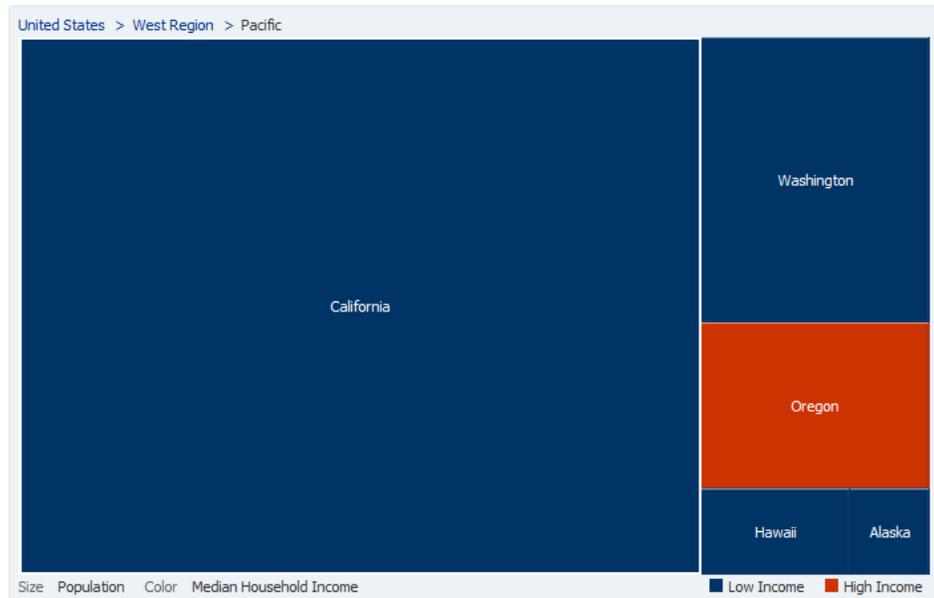 United States > West Region > Pacific
California
Washington
Oregon
Hawaii
Alaska
Size Population Color Median Household Income
Low Income High Income